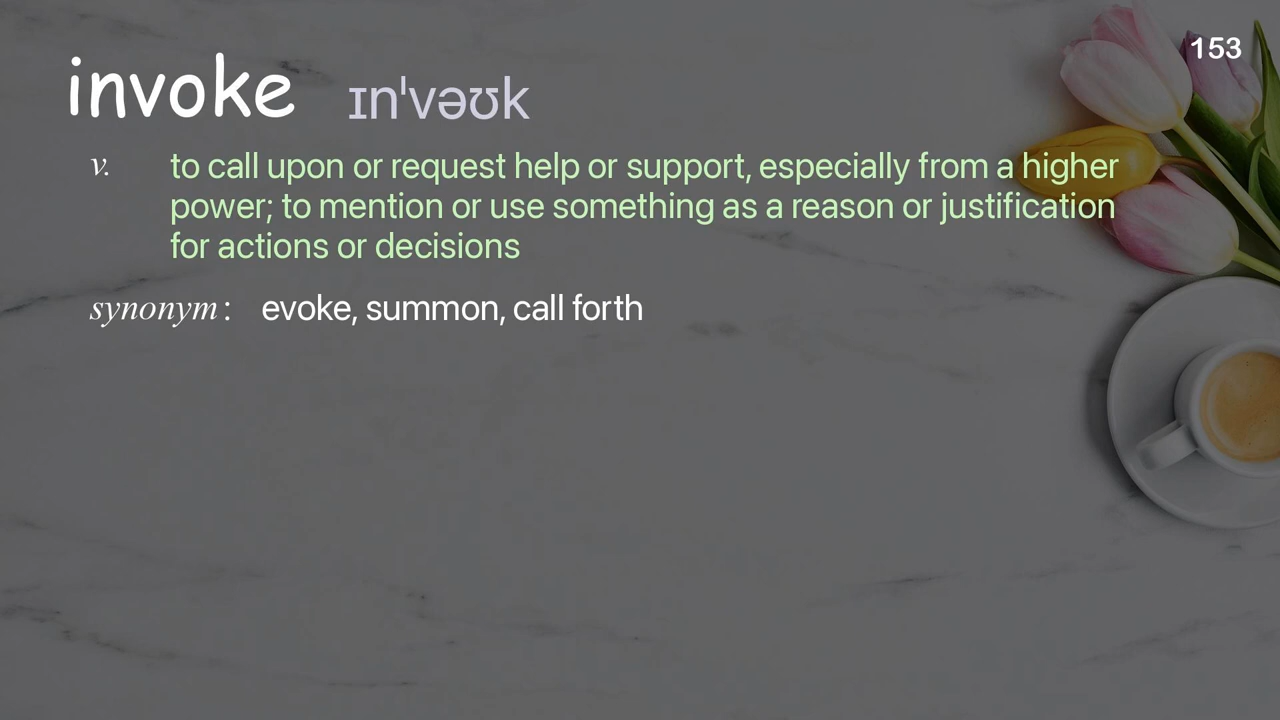 153
invoke ɪnˈvəʊk
v. to call upon or request help or support, especially from a higher
power; to mention or use something as a reason or justification
for actions or decisions
synonym: evoke, summon, call forth